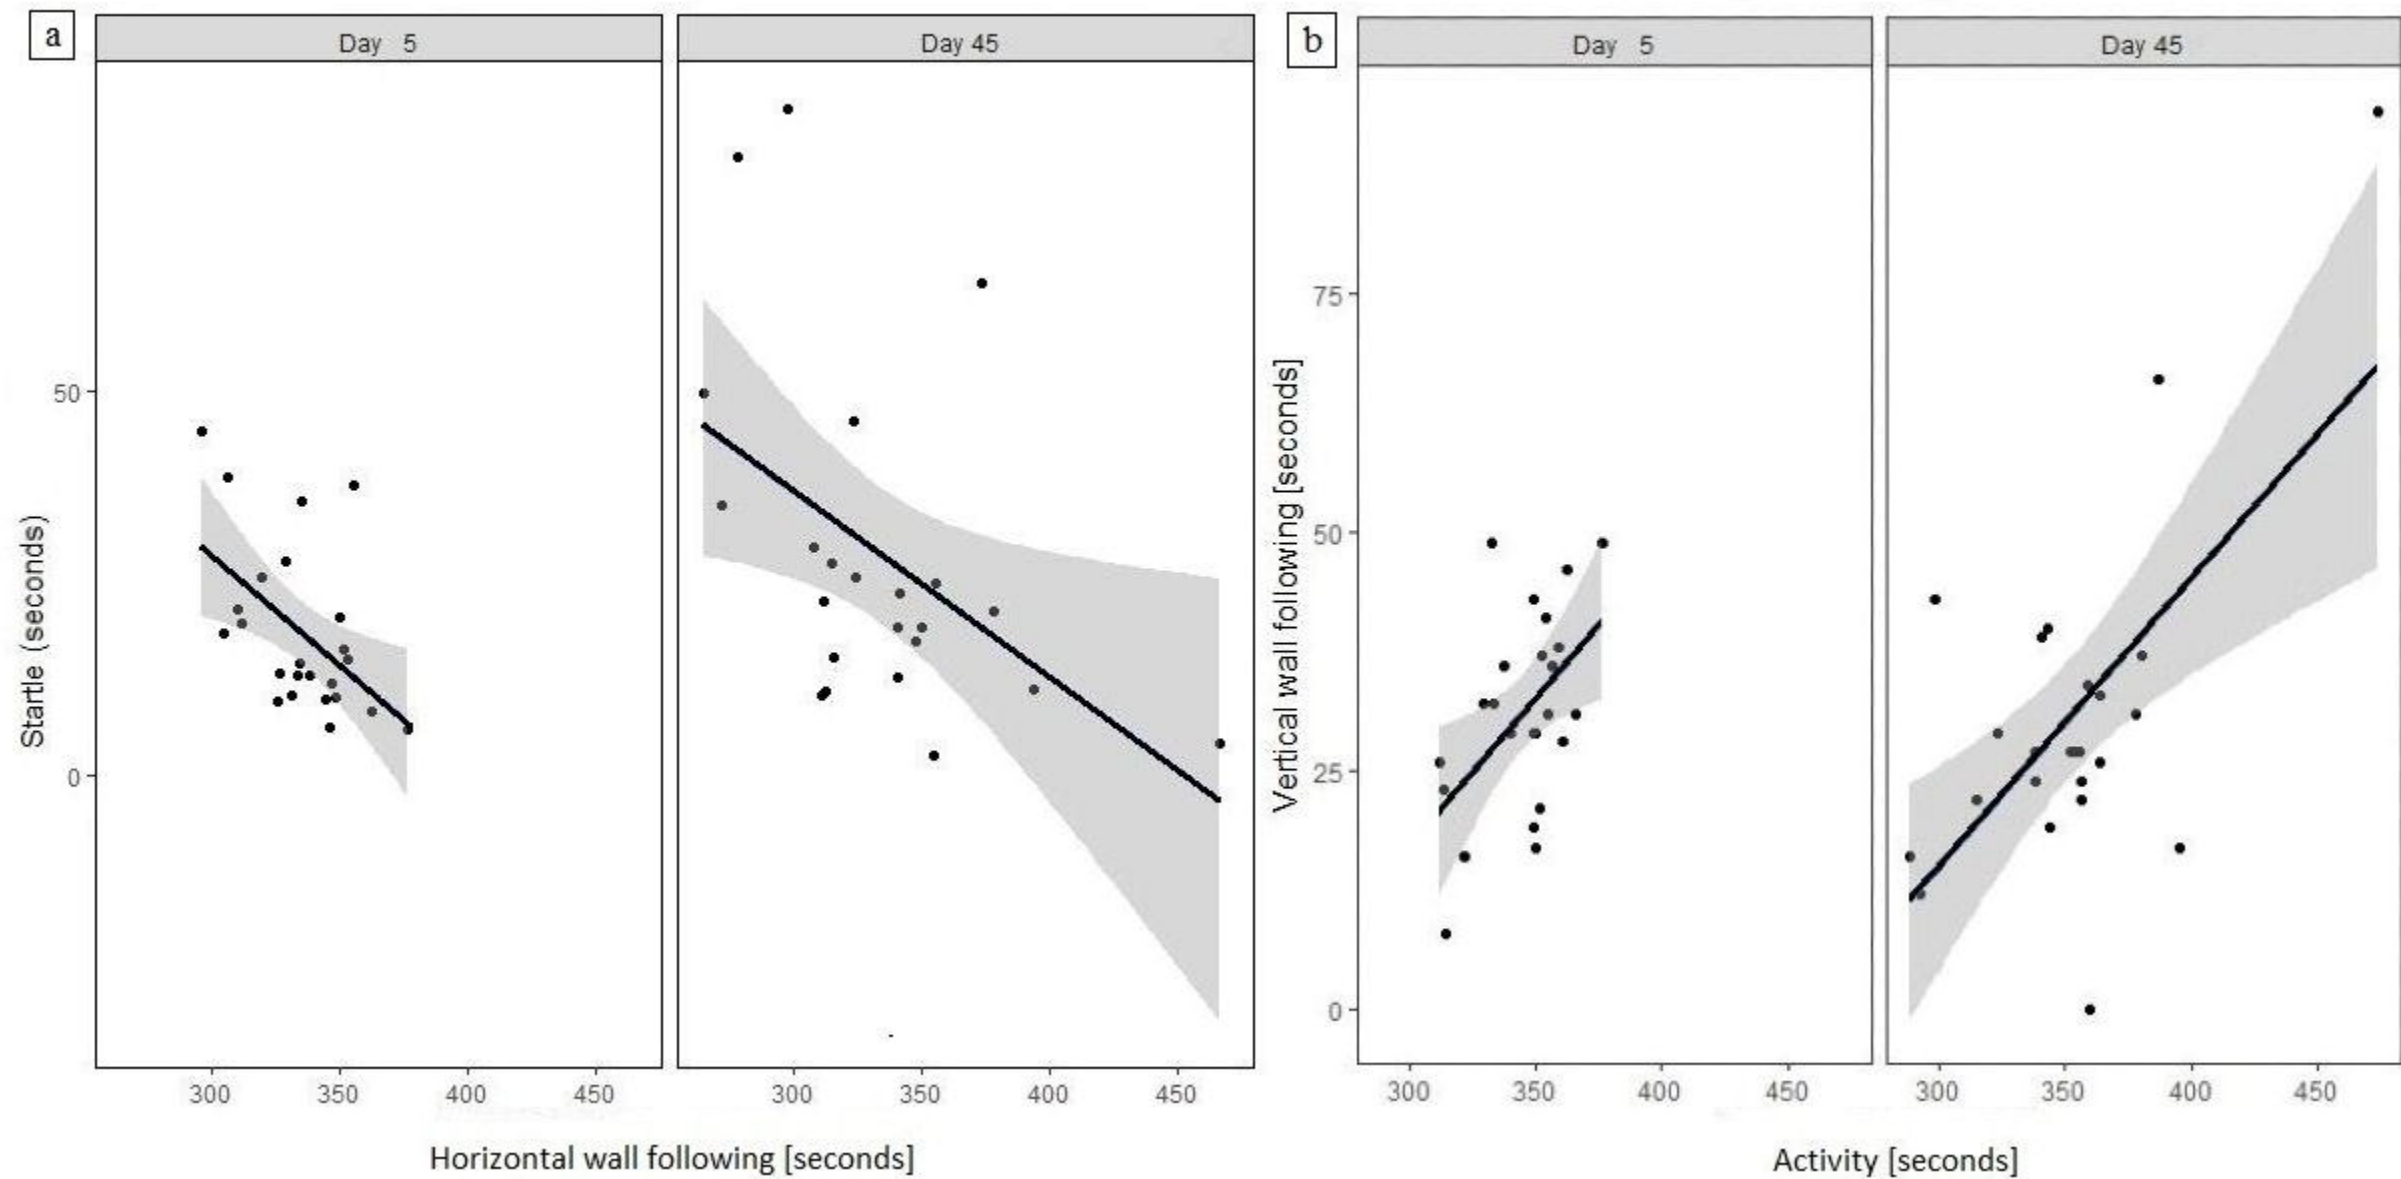 a
Day 5
Day 45
50
0
Startle (seconds)
300 350 400 450
300 350 400 450
Horizontal wall following [seconds]
b
Day 5
Day 45
75
50
25
0
Vertical wall following [seconds]
300 350 400 450
300 350 400 450
Activity [seconds]